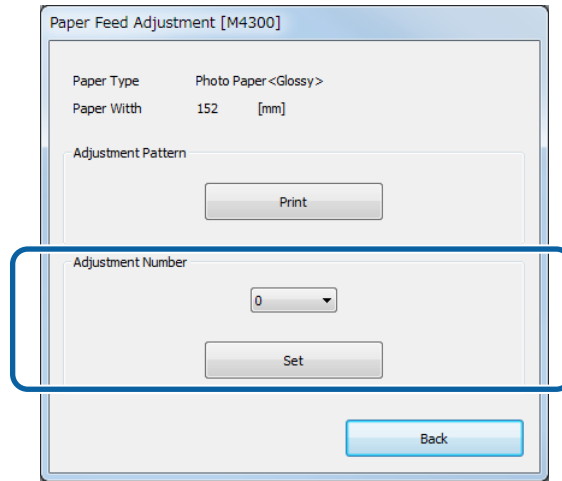 Paper Feed Adjustment [M4300]
Paper Type Photo Paper<Glossy>
Paper Witth 152 [mm]
Adjustment Pattern
Print
Adjustment Number
0
Set
Back